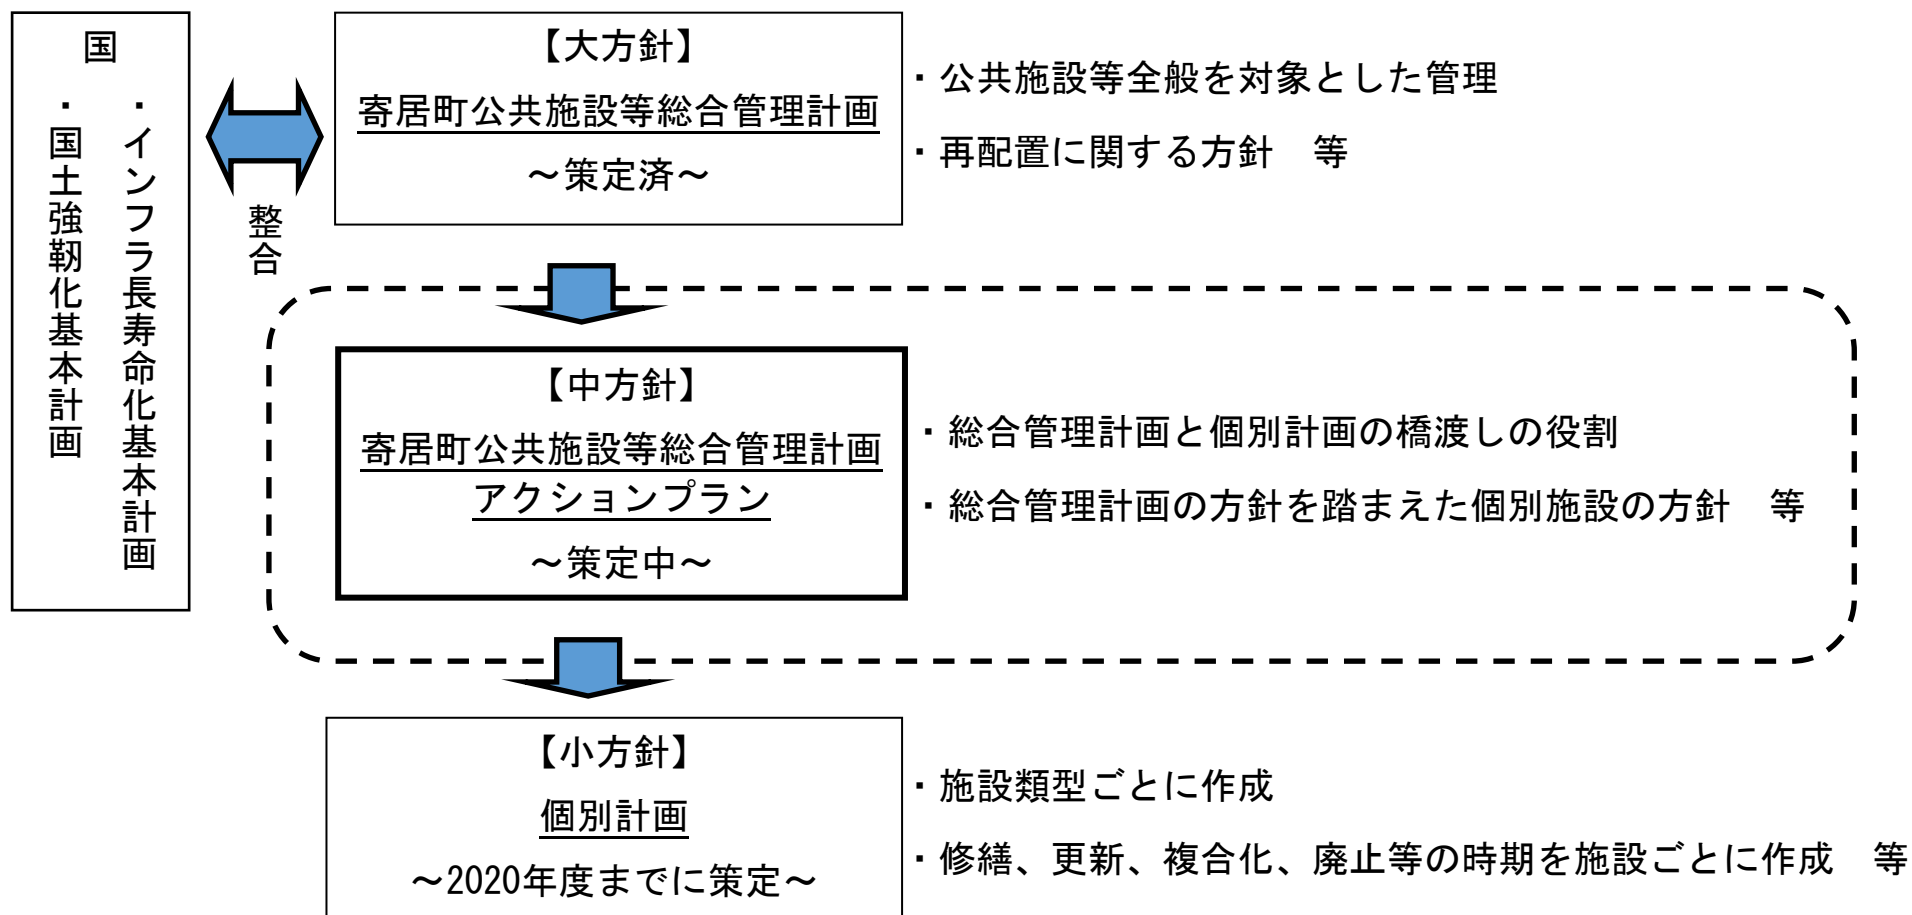 国
・インフラ長寿命化基本計画
・国土強靭化基本計画
整合
【大方針】
寄居町公共施設等総合管理計画
～策定済～
・公共施設等全般を対象とした管理
・再配置に関する方針　等
【中方針】
寄居町公共施設等総合管理計画
アクションプラン
～策定中～
・総合管理計画と個別計画の橋渡しの役割
・総合管理計画の方針を踏まえた個別施設の方針　等
【小方針】
個別計画
～2020年度までに策定～
・施設類型ごとに作成
・修繕、更新、複合化、廃止等の時期を施設ごとに作成　等